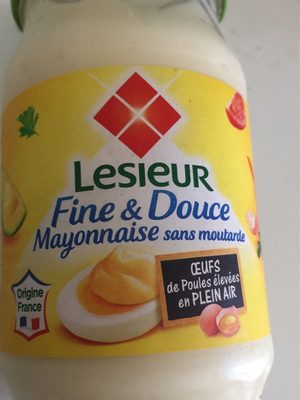 Lesieur
Fine & Douce
Mayonnaise sans moutarde
ŒUFS
de Poules élevées
en PLEIN AIR
Origine
France